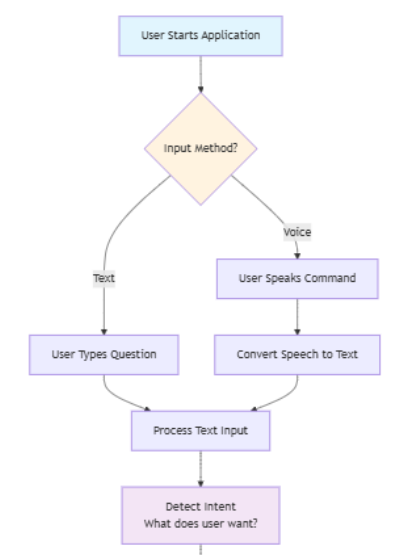 User Starts Application
Input Method?
Voice
Text
User Speaks Command
User Types Question
Convert Speech to Text
Process Text Input
Detect Intent
What does user want?